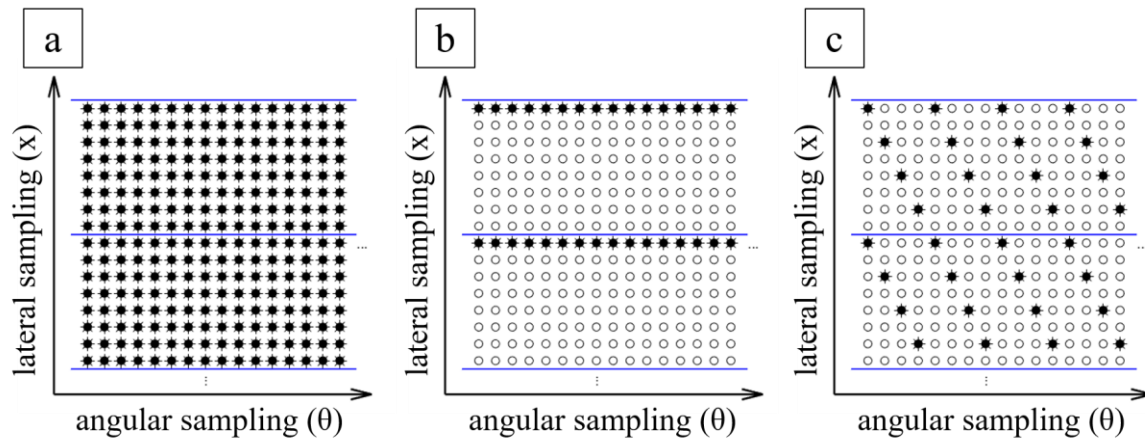 a
b
c
lateral sampling (x)
lateral sampling (x)
lateral sampling (x)
...
...
...
...
...
...
angular sampling (θ)
angular sampling (θ)
angular sampling (θ)